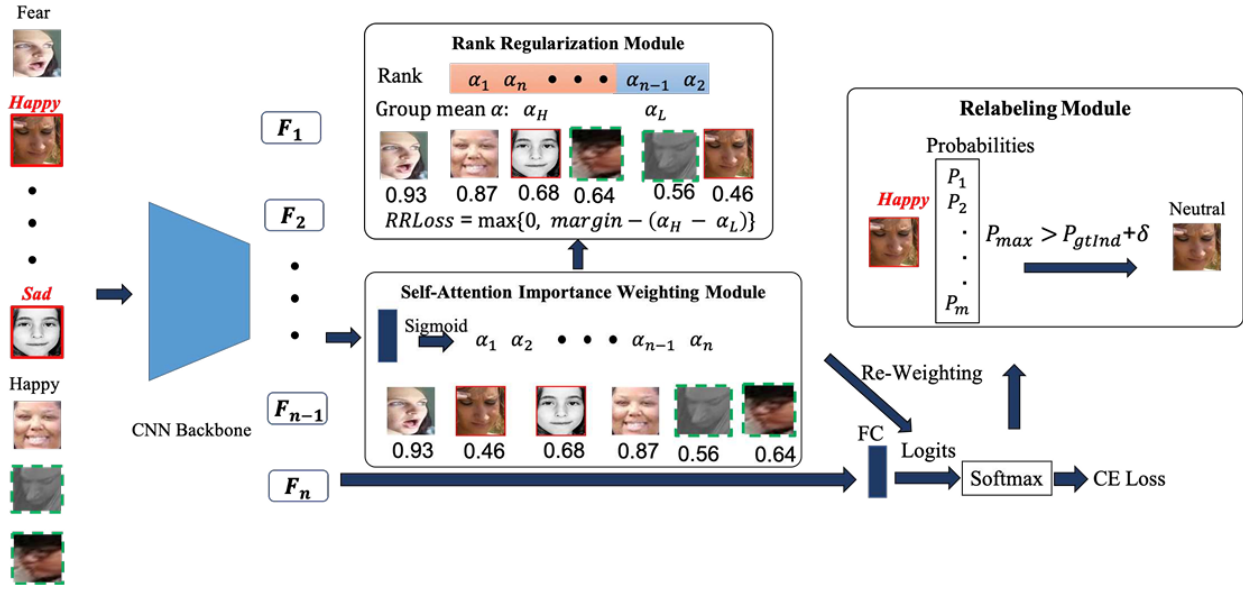 Fear
Happy
Sad
Happy
CNN Backbone
F1
F2
Fn−1
Fn
Rank Regularization Module
Rank α1 αn • • • αn−1 α2
Group mean α: αH αL
0.93 0.87 0.68 0.64 0.56 0.46
RRLoss = max{0, margin − (αH − αL)}
Self-Attention Importance Weighting Module
Sigmoid
α1 α2 • • • αn−1 αn
0.93 0.46 0.68 0.87 0.56 0.64
Relabeling Module
Probabilities
Happy
P1
P2
.
.
.
Pm
Pmax > PgtInd+δ
Neutral
Re-Weighting
FC
Logits
Softmax
CE Loss